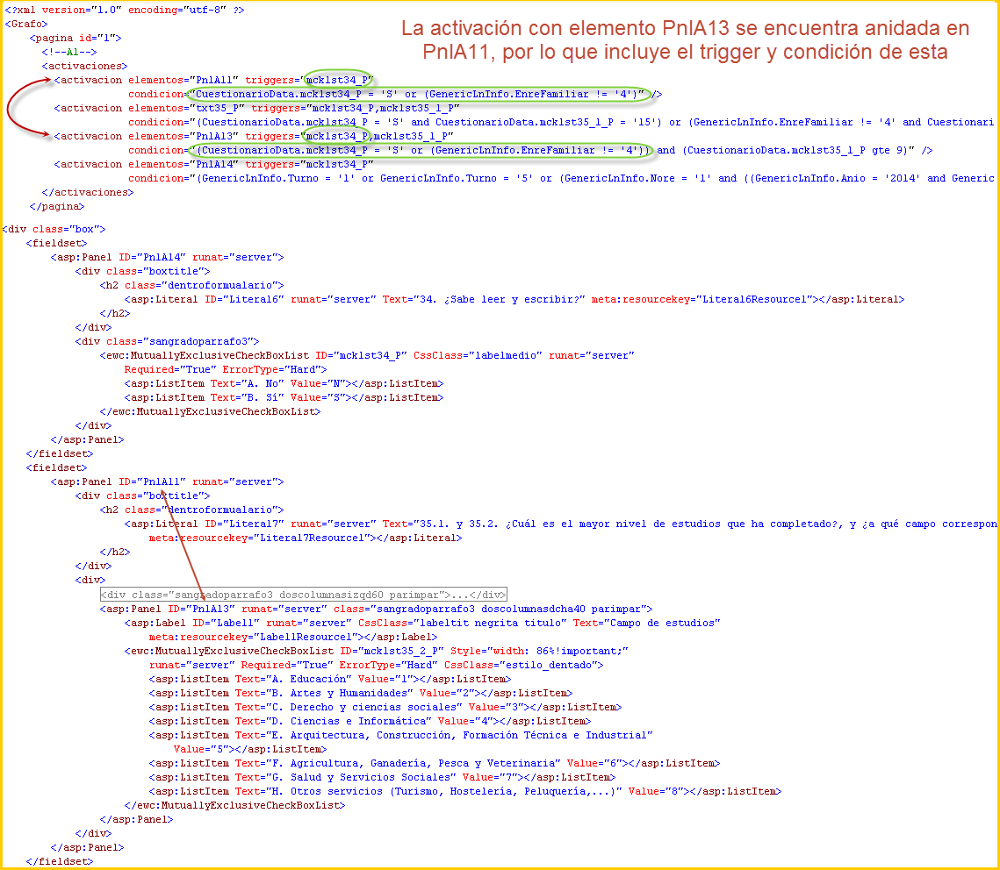 <?xml version="1.0" encoding="utf-8" ?>
<Grafo>
La activación con elemento PnlA13 se encuentra anidada en
PnlA11, por lo que incluye el trigger y condición de esta
<pagina id="1">
<!--A1-->
<activaciones>
<activacion elementos="PnlA11" triggers="mcklst34_P"
condicion="CuestionarioData.mcklst34_P = 'S' or (GenericLnInfo.EnreFamiliar != '4')" />
<activacion elementos="txt35_P" triggers="mcklst34_P,mcklst35_1_P"
condicion="(CuestionarioData.mcklst34_P = 'S' and CuestionarioData.mcklst35_1_P = '15') or (GenericLnInfo.EnreFamiliar != '4' and Cuestionari
<activacion elementos="PnlA13" triggers="mcklst34_P,mcklst35_1_P"
condicion="(CuestionarioData.mcklst34_P = 'S' or (GenericLnInfo.EnreFamiliar != '4')) and (CuestionarioData.mcklst35_1_P gte 9)" />
<activacion elementos="PnlA14" triggers="mcklst34_P"
condicion="(GenericLnInfo.Turno = '1' or GenericLnInfo.Turno = '5' or (GenericLnInfo.Nore = '1' and ((GenericLnInfo.Anio = '2014' and Generic
</activaciones>
</pagina>
<div class="box">
<fieldset>
<asp:Panel ID="PnlA14" runat="server">
<div class="boxtitle">
<h2 class="dentroformualario">
<asp:Literal ID="Literal6" runat="server" Text="34. ¿Sabe leer y escribir?" meta:resourcekey="Literal6Resource1"></asp:Literal>
</h2>
</div>
<div class="sangradoparrafo3">
<ewc:MutuallyExclusiveCheckBoxList ID="mcklst34_P" CssClass="labelmedio" runat="server"
Required="True" ErrorType="Hard">
<asp:ListItem Text="A. No" Value="N"></asp:ListItem>
<asp:ListItem Text="B. Sí" Value="S"></asp:ListItem>
</ewc:MutuallyExclusiveCheckBoxList>
</div>
</asp:Panel>
</fieldset>
<fieldset>
<asp:Panel ID="PnlA11" runat="server">
<div class="boxtitle">
<h2 class="dentroformualario">
<asp:Literal ID="Literal7" runat="server" Text="35.1. y 35.2. ¿Cuál es el mayor nivel de estudios que ha completado?, y ¿a qué campo correspon
meta:resourcekey="Literal7Resource1"></asp:Literal>
</h2>
</div>
<div>
<div class="sangradoparrafo3 doscolumnasizqd60 parimpar">...</div>
<asp:Panel ID="PnlA13" runat="server" class="sangradoparrafo3 doscolumnasdcha40 parimpar">
<asp:Label ID="Label1" runat="server" CssClass="labeltit negrita titulo" Text="Campo de estudios"
meta:resourcekey="Label1Resource1"></asp:Label>
<ewc:MutuallyExclusiveCheckBoxList ID="mcklst35_2_P" Style="width: 86%!important;"
runat="server" Required="True" ErrorType="Hard" CssClass="estilo_dentado">
<asp:ListItem Text="A. Educación" Value="1"></asp:ListItem>
<asp:ListItem Text="B. Artes y Humanidades" Value="2"></asp:ListItem>
<asp:ListItem Text="C. Derecho y ciencias sociales" Value="3"></asp:ListItem>
<asp:ListItem Text="D. Ciencias e Informática" Value="4"></asp:ListItem>
<asp:ListItem Text="E. Arquitectura, Construcción, Formación Técnica e Industrial"
Value="5"></asp:ListItem>
<asp:ListItem Text="F. Agricultura, Ganadería, Pesca y Veterinaria" Value="6"></asp:ListItem>
<asp:ListItem Text="G. Salud y Servicios Sociales" Value="7"></asp:ListItem>
<asp:ListItem Text="H. Otros servicios (Turismo, Hostelería, Peluquería,...)" Value="8"></asp:ListItem>
</ewc:MutuallyExclusiveCheckBoxList>
</asp:Panel>
</div>
</asp:Panel>
</fieldset>